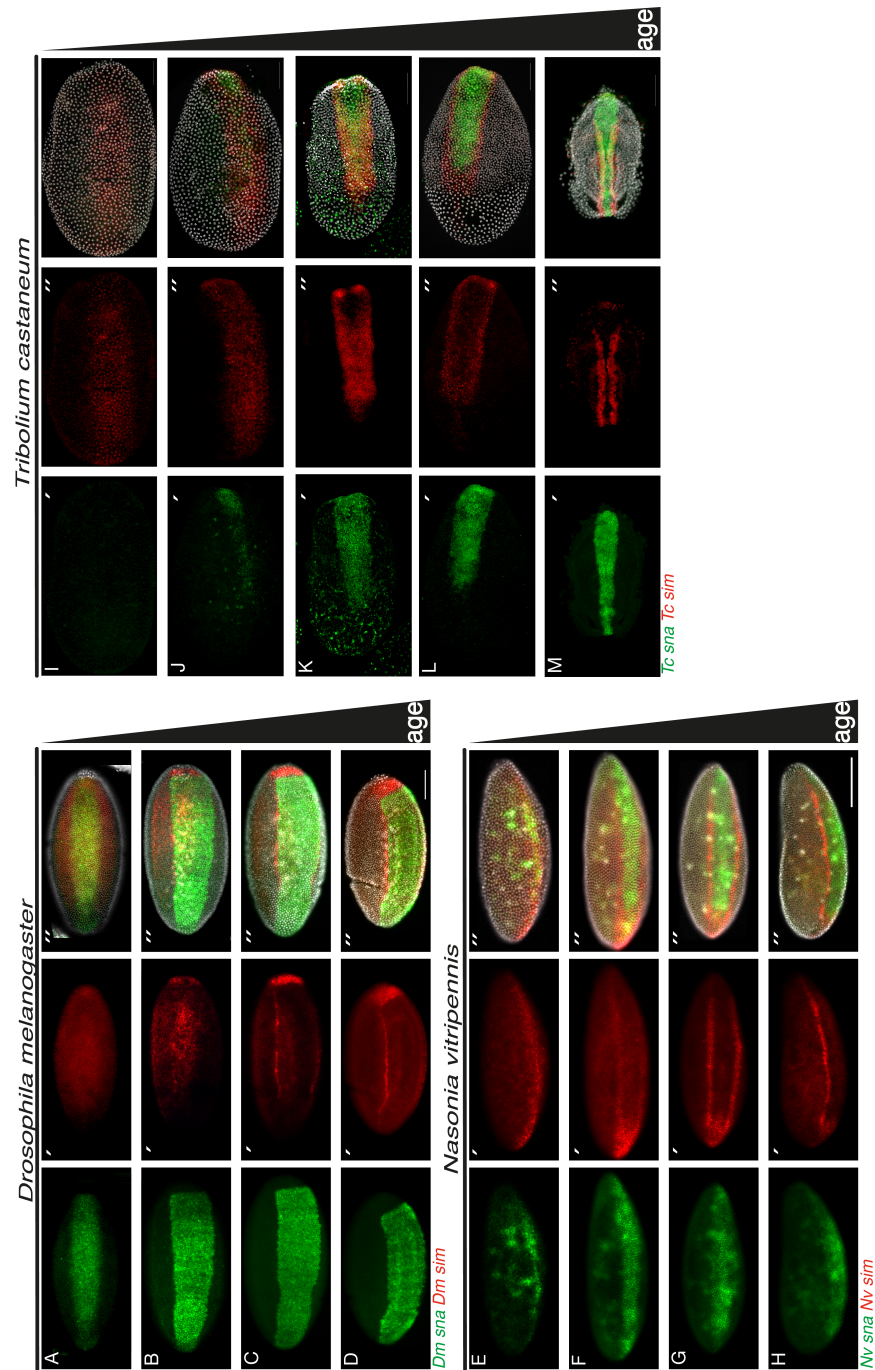 Drosophila melanogaster
A
′
″
B
′
″
C
′
″
D
′
″
age
Dm sna Dm sim
Nasonia vitripennis
E
′
″
F
′
″
G
′
″
H
′
″
age
Nv sna Nv sim
Tribolium castaneum
I
′
″
J
′
″
K
′
″
L
′
″
M
′
″
age
Tc sna Tc sim